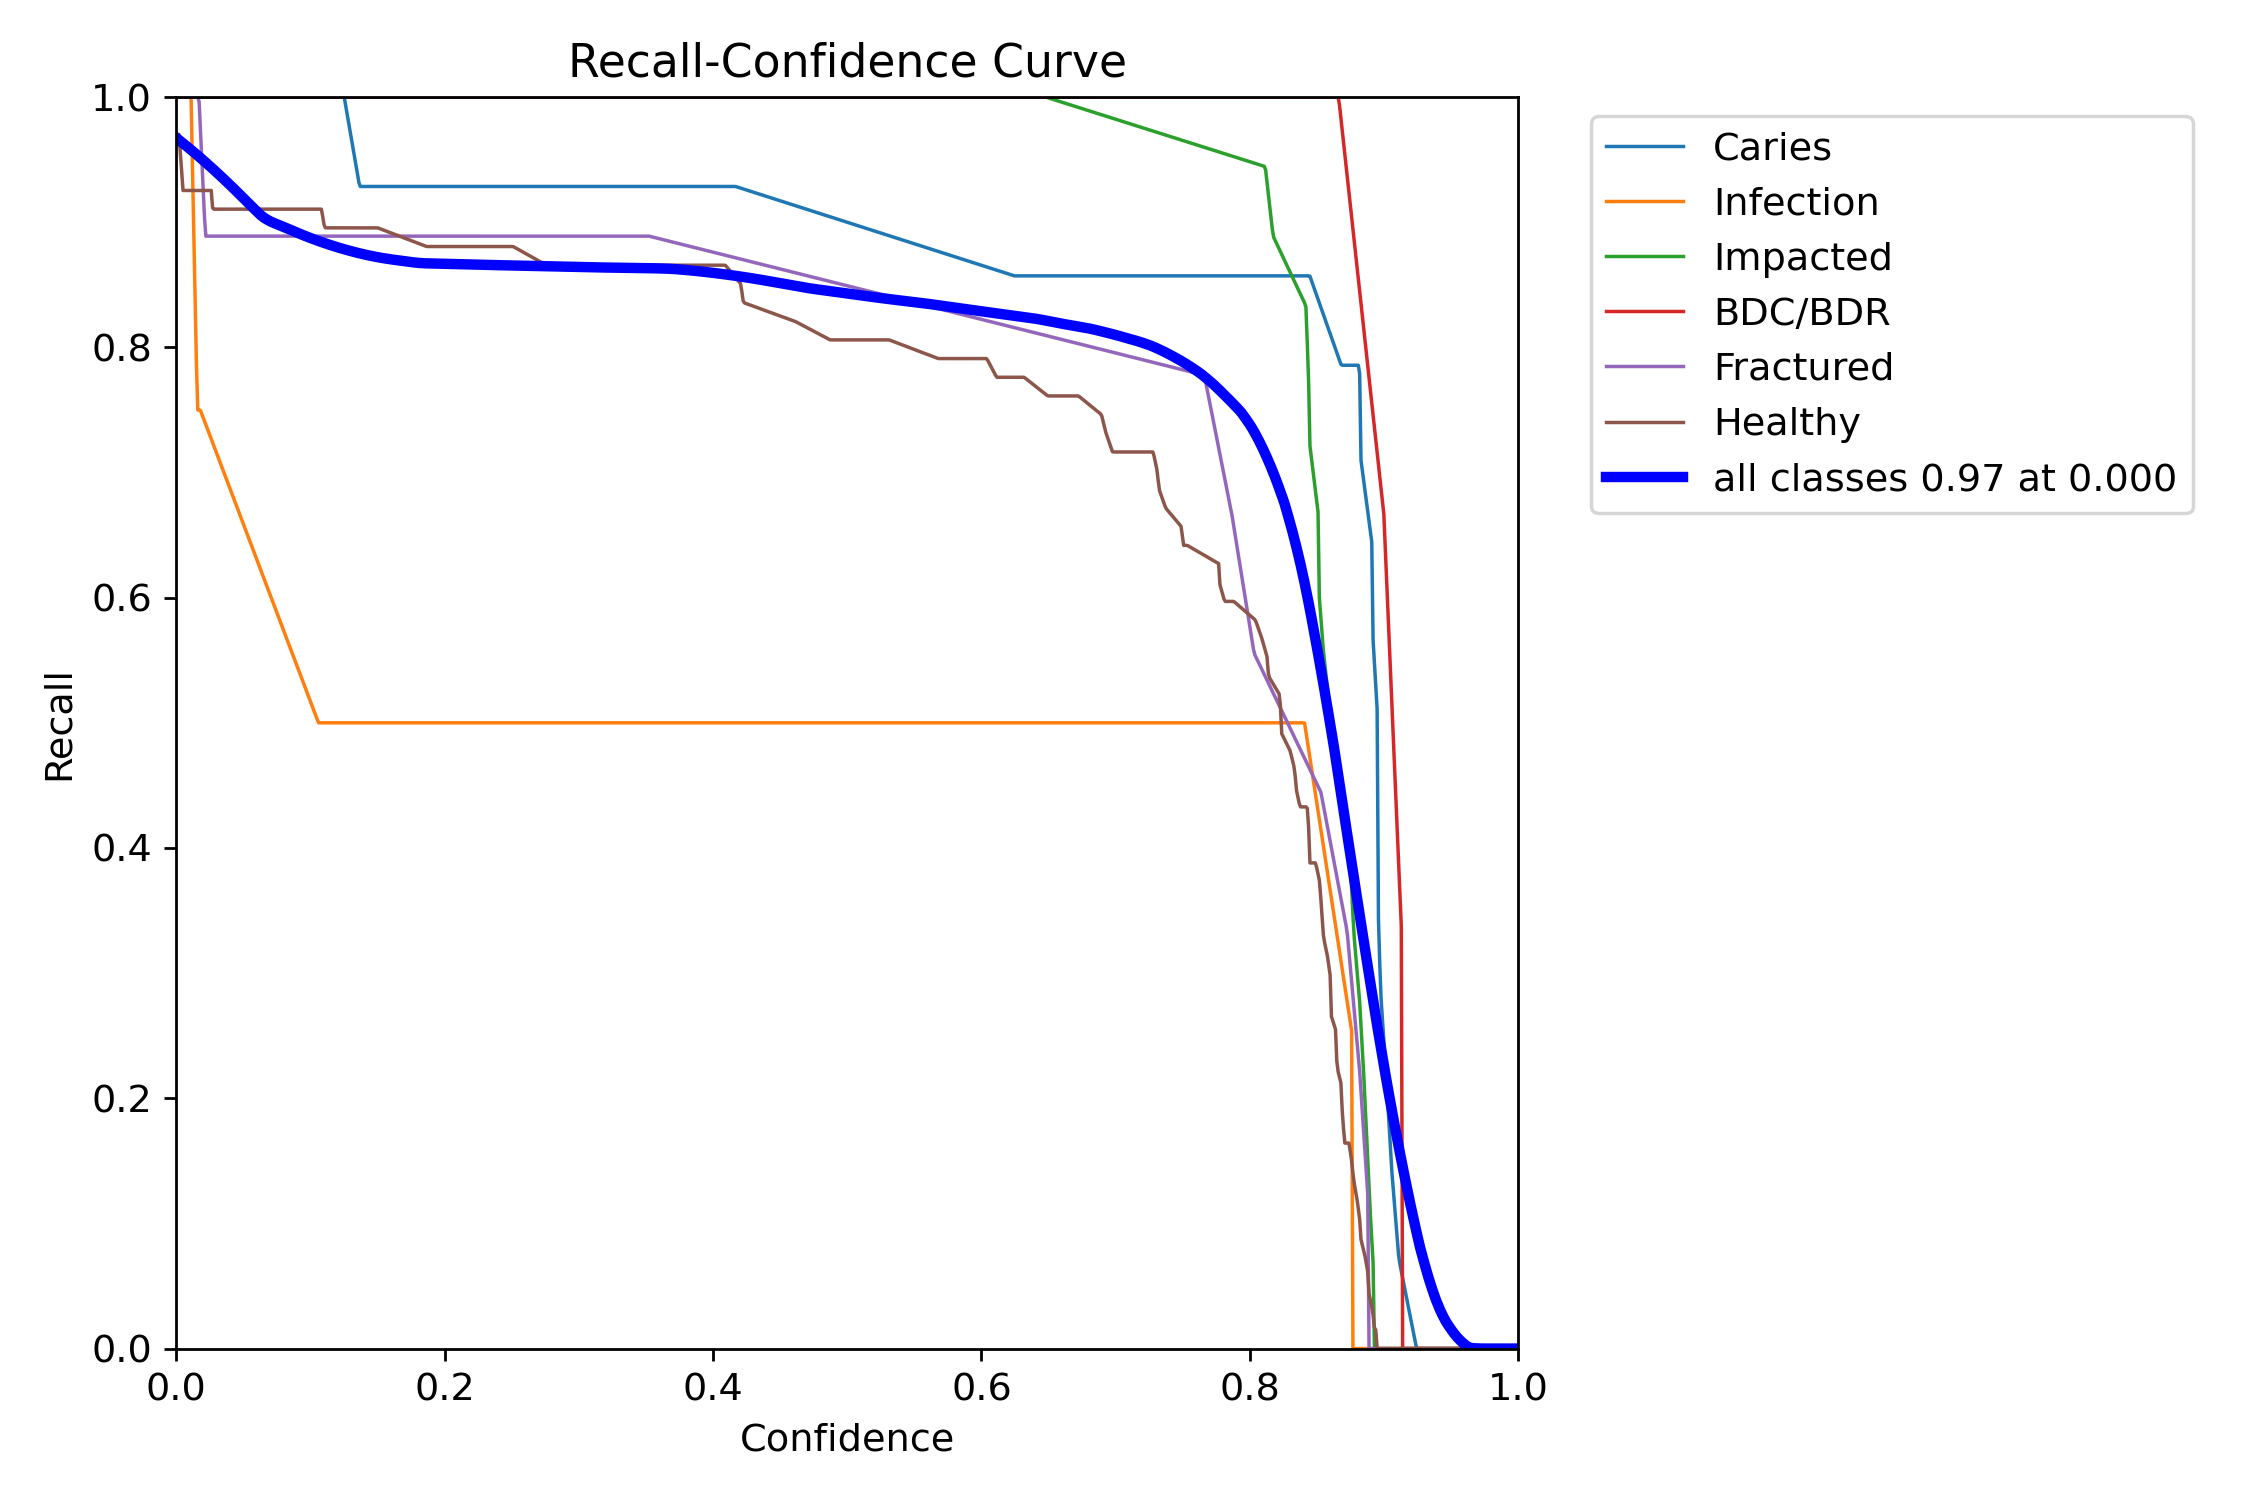 Recall-Confidence Curve
1.0
0.8
0.6
0.4
0.2
0.0
Recall
0.0 0.2 0.4 0.6 0.8 1.0
Confidence
Caries
Infection
Impacted
BDC/BDR
Fractured
Healthy
all classes 0.97 at 0.000